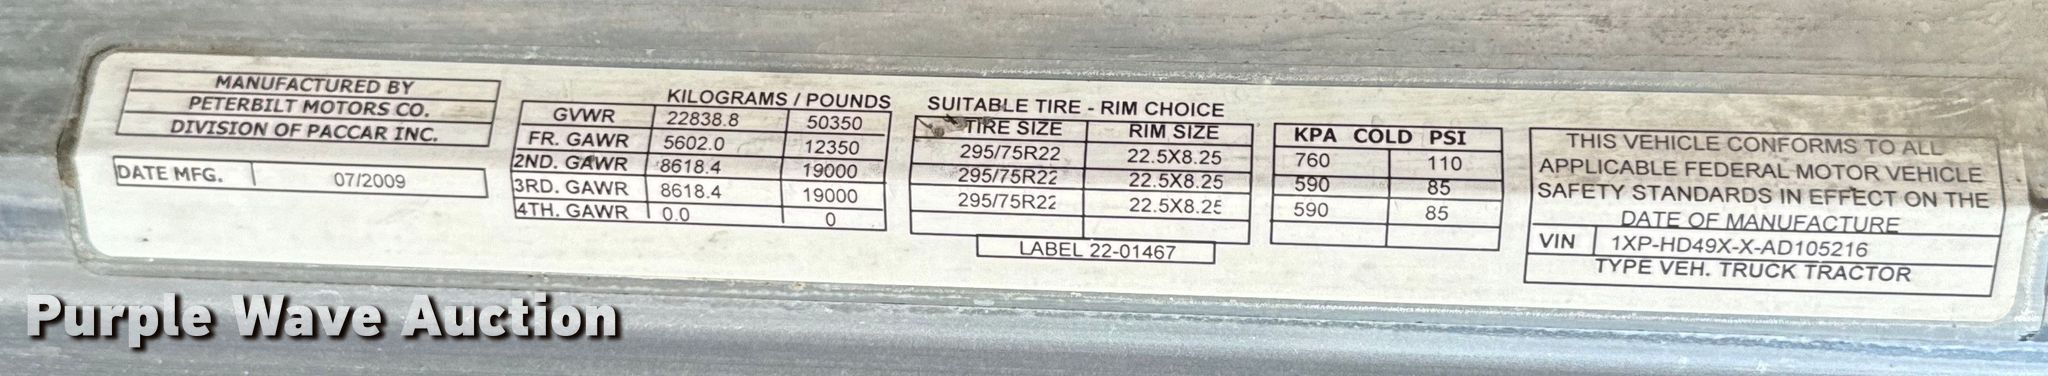 MANUFACTURED BY
PETERBILT MOTORS CO.
DIVISION OF PACCAR INC.
DATE MFG. 07/2009
KILOGRAMS / POUNDS
GVWR 22838.8 50350
FR. GAWR 5602.0 12350
2ND. GAWR 8618.4 19000
3RD. GAWR 8618.4 19000
4TH. GAWR 0.0 0
SUITABLE TIRE - RIM CHOICE
TIRE SIZE RIM SIZE
295/75R22 22.5X8.25
295/75R22 22.5X8.25
295/75R22 22.5X8.25
LABEL 22-01467
KPA COLD PSI
760 110
590 85
590 85
THIS VEHICLE CONFORMS TO ALL
APPLICABLE FEDERAL MOTOR VEHICLE
SAFETY STANDARDS IN EFFECT ON THE
DATE OF MANUFACTURE
VIN 1XP-HD49X-X-AD105216
TYPE VEH. TRUCK TRACTOR
Purple Wave Auction